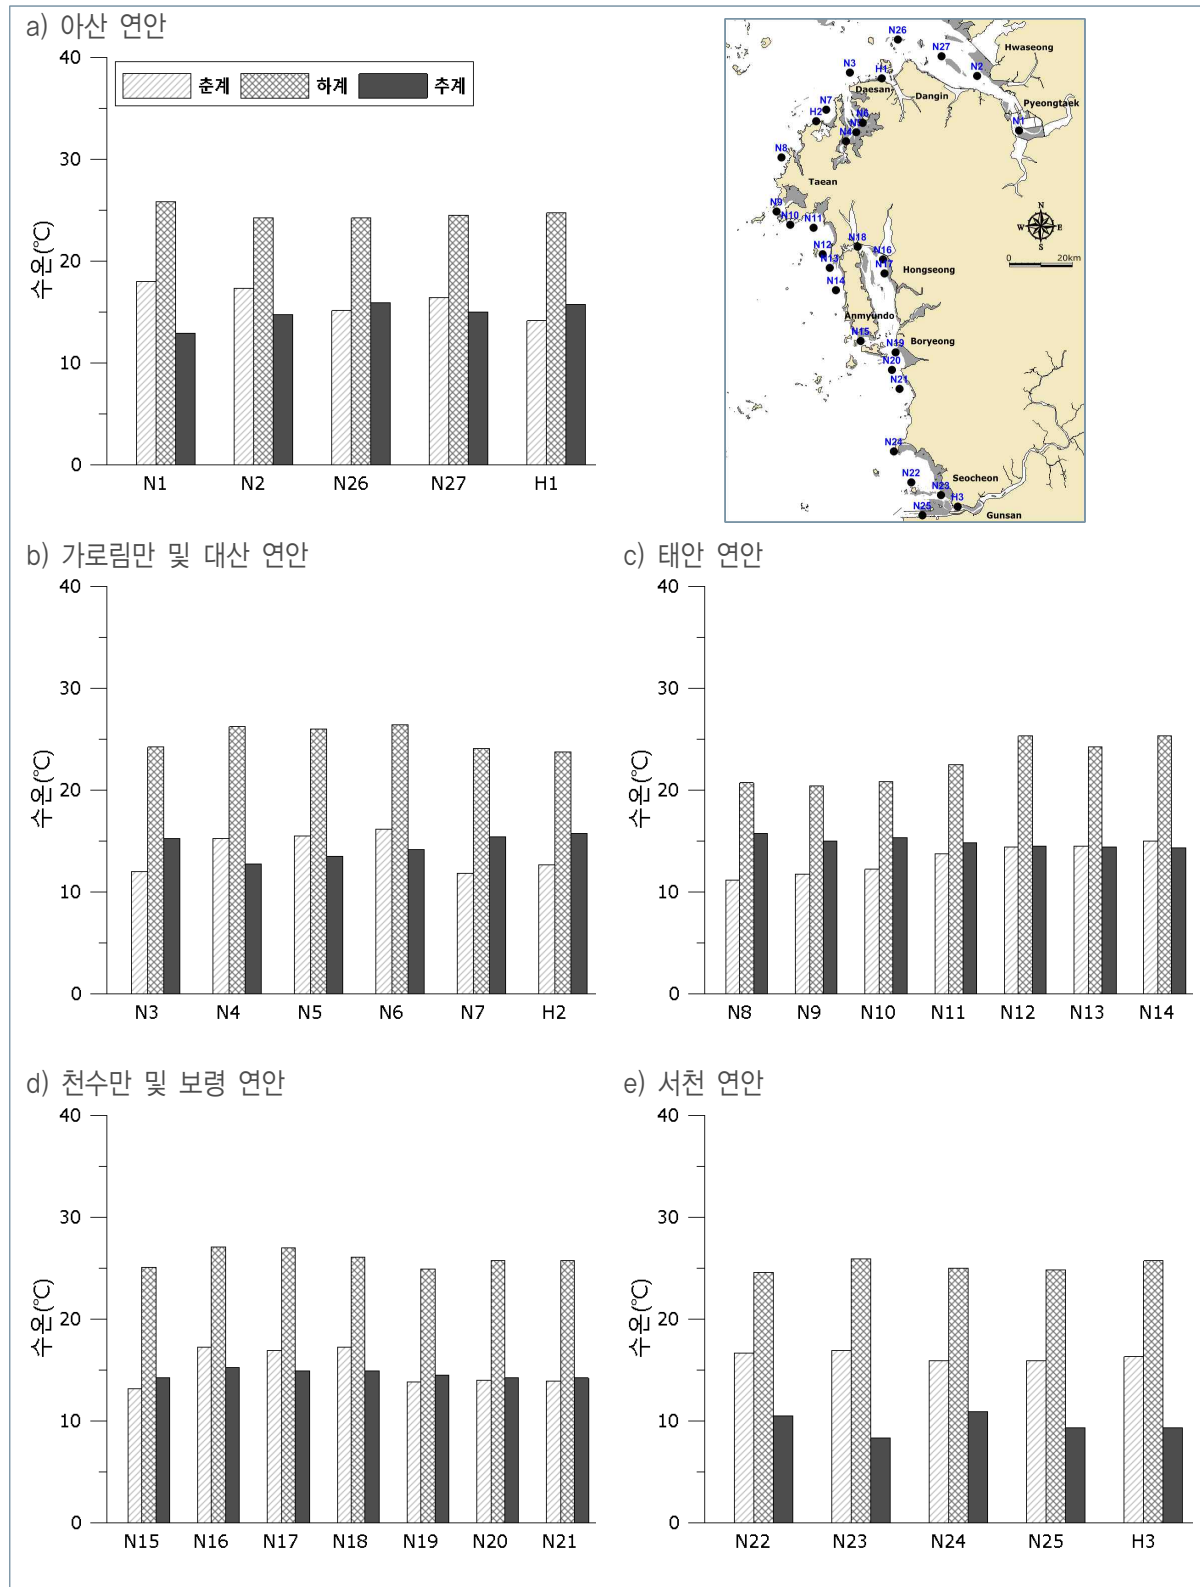 a) 아산 연안
40
30
20
10
0
수온(℃)
춘계 하계 추계
N1 N2 N26 N27 H1
N26
N27
Hwaseong
N3
H1
N2
Daesan
Dangin
Pyeongtaek
N7
H2
N6
N5
N4
N1
N8
Taean
N9
N10
N11
N
W E
S
N18
N12
N16
N13
N17
Hongseong
0 20km
N14
Anmyundo
N15
N19
Boryeong
N20
N21
N24
N22
Seocheon
N23
H3
N25
Gunsan
b) 가로림만 및 대산 연안
40
30
20
10
0
수온(℃)
N3 N4 N5 N6 N7 H2
c) 태안 연안
40
30
20
10
0
수온(℃)
N8 N9 N10 N11 N12 N13 N14
d) 천수만 및 보령 연안
40
30
20
10
0
수온(℃)
N15 N16 N17 N18 N19 N20 N21
e) 서천 연안
40
30
20
10
0
수온(℃)
N22 N23 N24 N25 H3